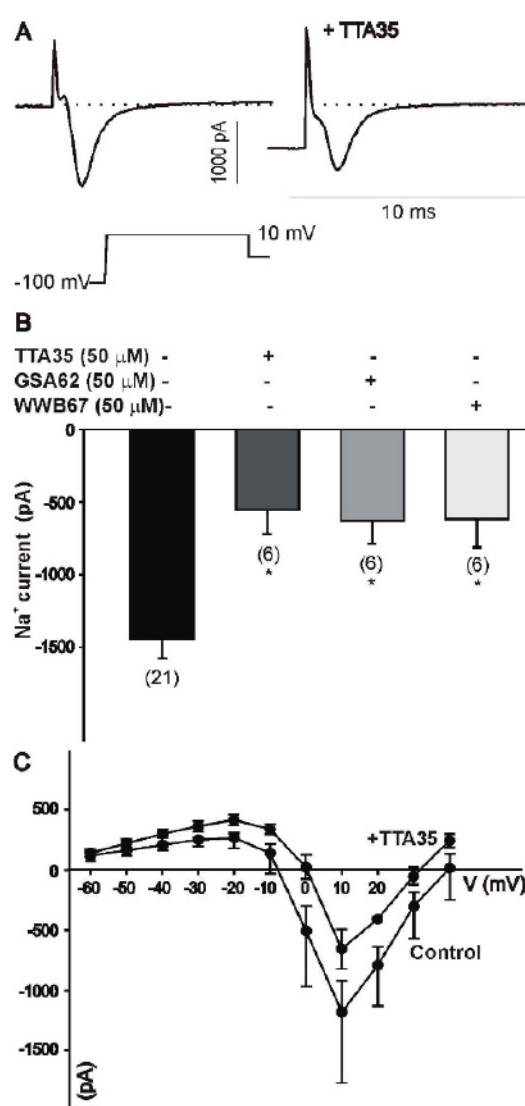 A
+ TTA35
1000 pA
10 ms
10 mV
-100 mV
B
TTA35 (50 µM) - + - -
GSA62 (50 µM) - - + -
WWB67 (50 µM)- - - +
0
-500
-1000
-1500
Na+ current (pA)
(21)
(6)
*
(6)
*
(6)
*
C
500
0
-500
-1000
-1500
(pA)
-60 -50 -40 -30 -20 -10 0 10 20 V (mV)
+TTA35
Control